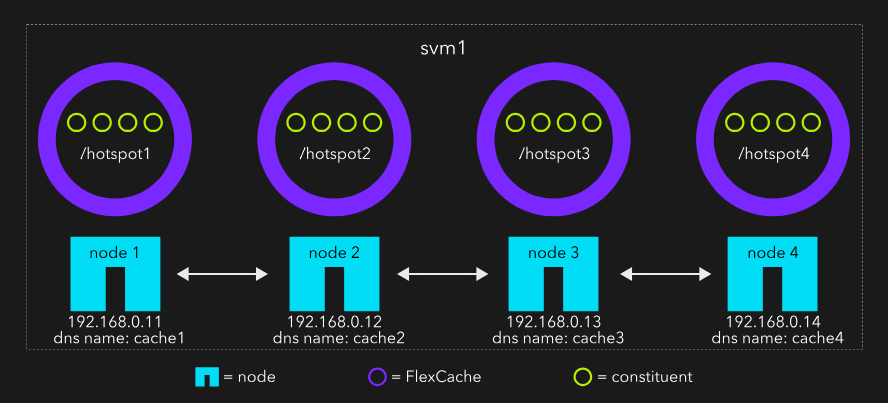 svm1
/hotspot1
/hotspot2
/hotspot3
/hotspot4
node 1
node 2
node 3
node 4
192.168.0.11
dns name: cache1
192.168.0.12
dns name: cache2
192.168.0.13
dns name: cache3
192.168.0.14
dns name: cache4
= node
= FlexCache
= constituent